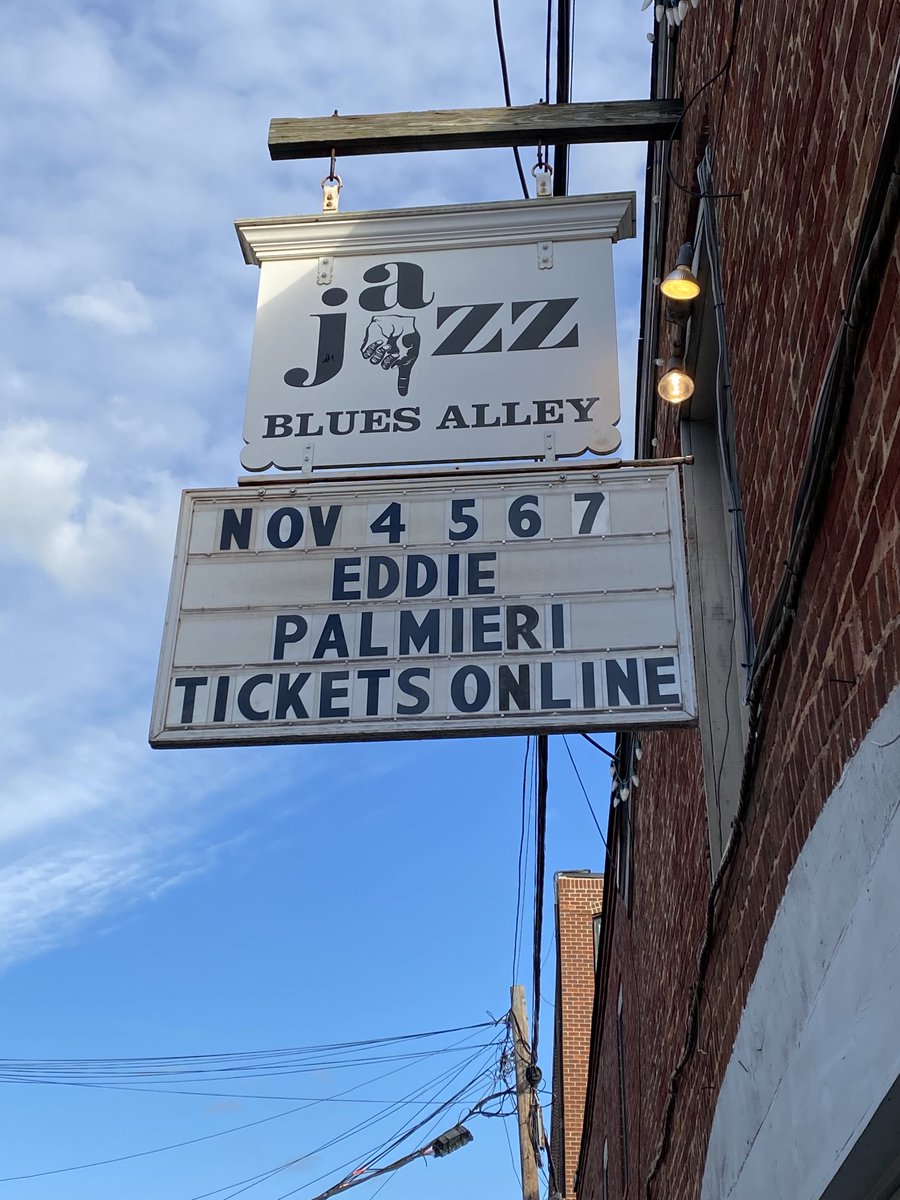 jazz
BLUES ALLEY
NOV 4 5 6 7
EDDIE
PALMIERI
TICKETS ONLINE